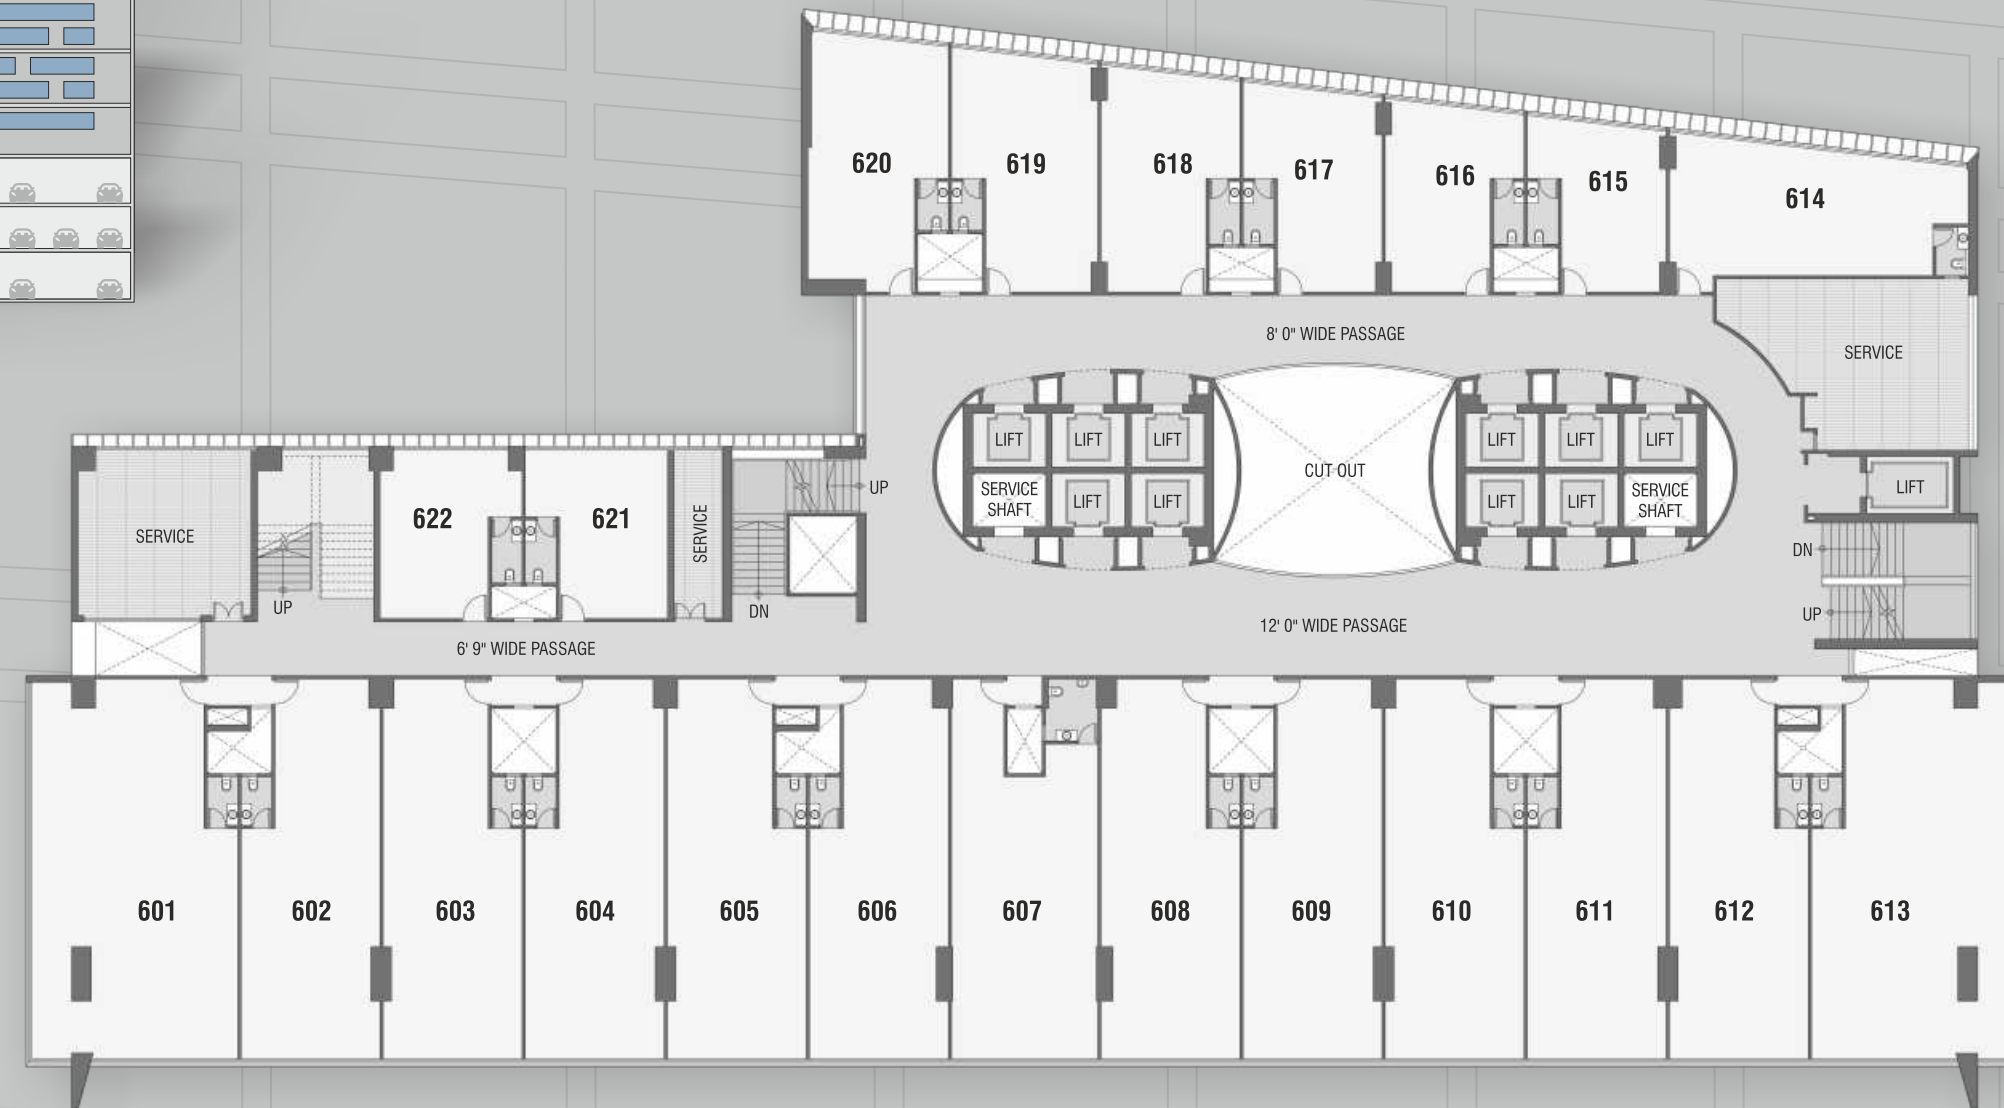 620
619
618
617
616
615
614
8' 0" WIDE PASSAGE
SERVICE
LIFT
LIFT
LIFT
CUT OUT
LIFT
LIFT
LIFT
SERVICE
SHAFT
LIFT
LIFT
LIFT
LIFT
SERVICE
SHAFT
LIFT
UP
622
621
SERVICE
SERVICE
UP
DN
DN
UP
12' 0" WIDE PASSAGE
6' 9" WIDE PASSAGE
601
602
603
604
605
606
607
608
609
610
611
612
613